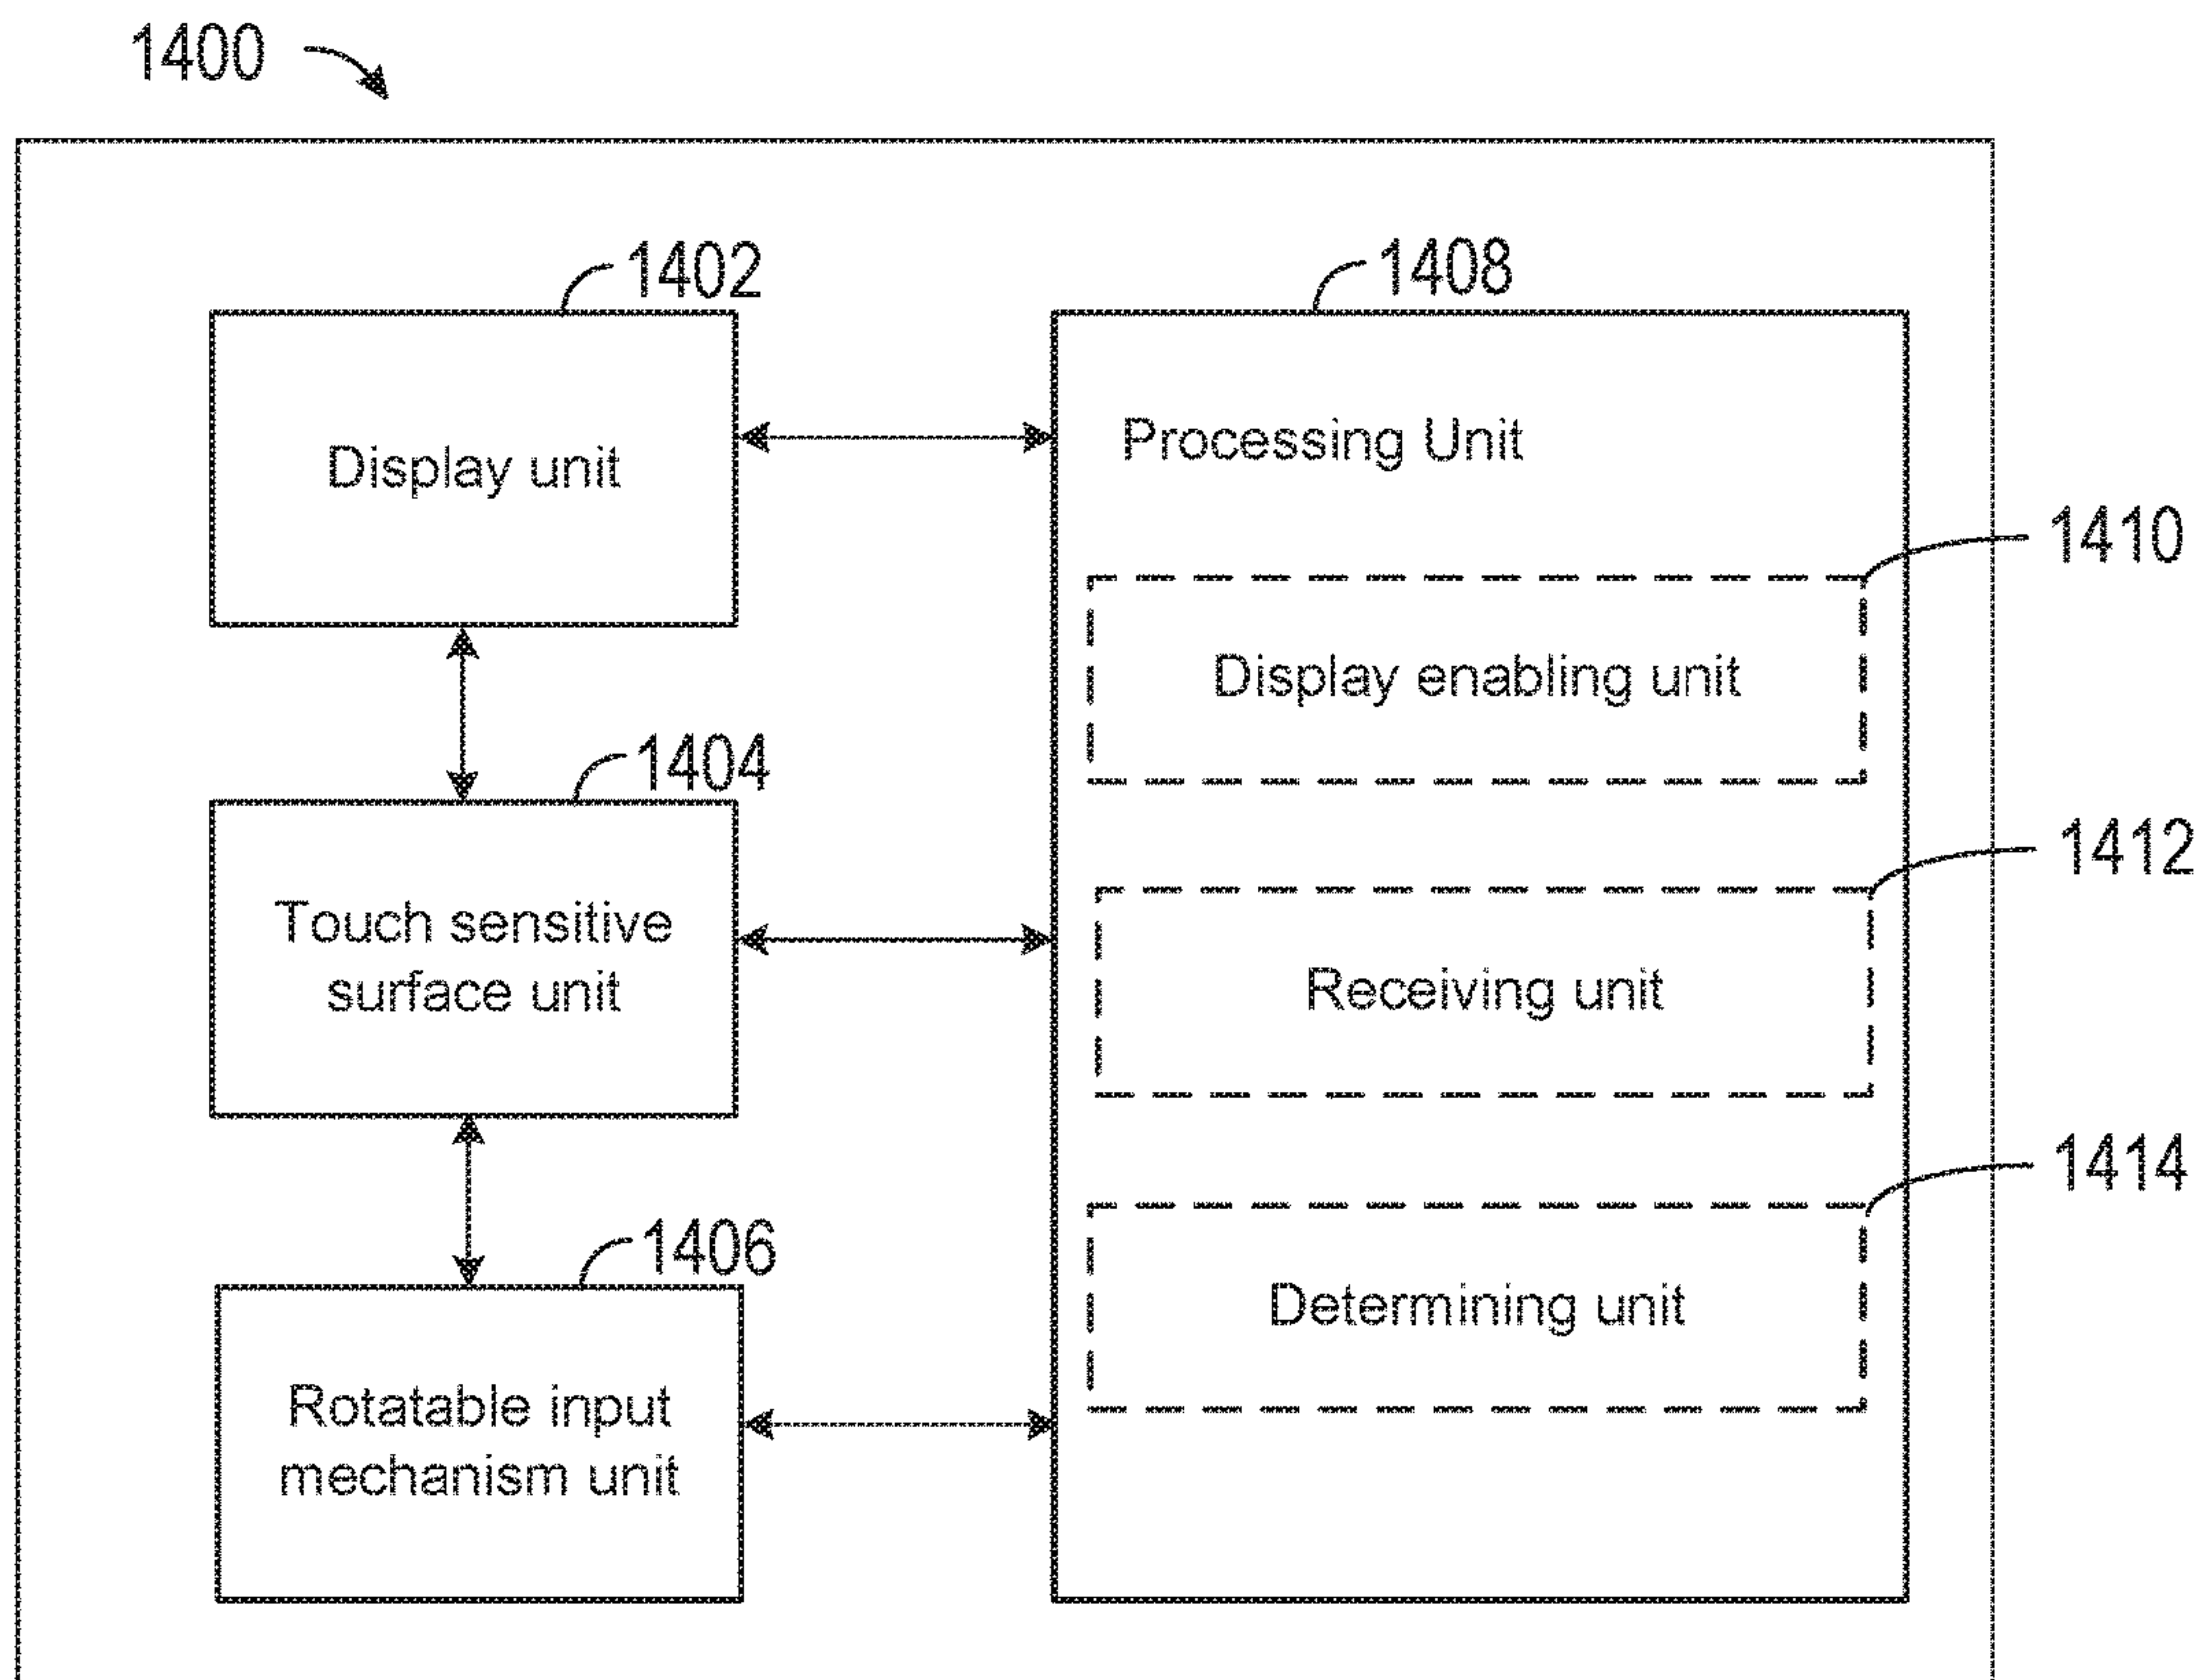 1400
1402
1408
Display unit
Processing Unit
1410
Display enabling unit
1404
1412
Touch sensitive
surface unit
Receiving unit
1414
1406
Determining unit
Rotatable input
mechanism unit